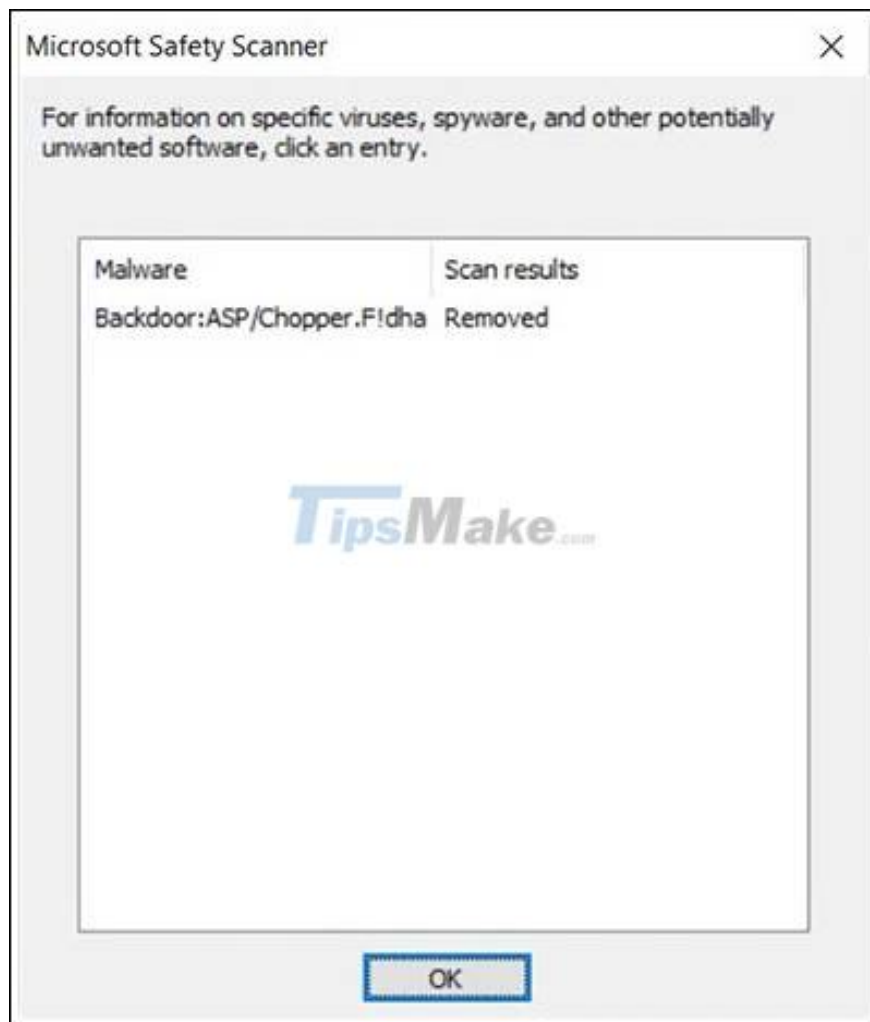 Microsoft Safety Scanner
For information on specific viruses, spyware, and other potentially
unwanted software, click an entry.
Malware Scan results
Backdoor:ASP/Chopper.F!dha Removed
TipsMake.com
OK